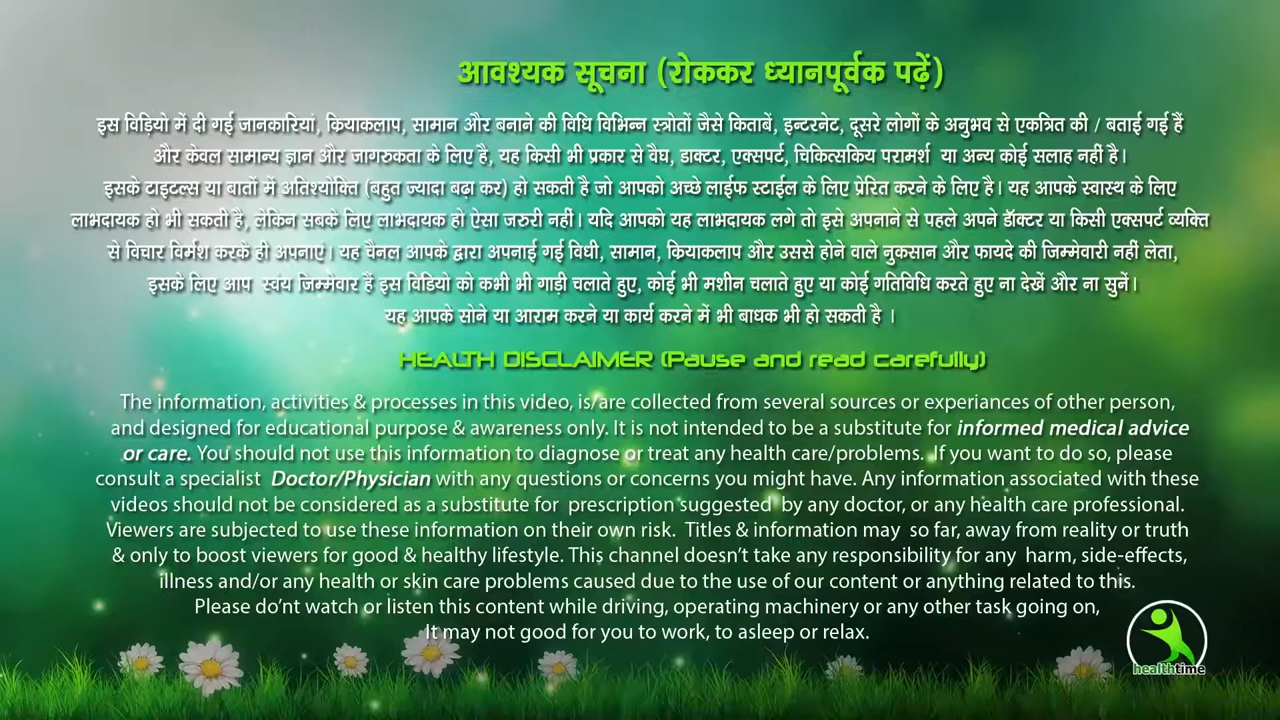 आवश्यक सूचना (रोककर ध्यानपूर्वक पढ़ें)
इस विड़ियो में दी गई जानकारियां, क्रियाकलाप, सामान और बनाने की विधि विभिन्न स्त्रोतों जैसे किताबें, इन्टरनेट, दूसरे लोगों के अनुभव से एकत्रित की / बताई गई हैं
और केवल सामान्य ज्ञान और जागरुकता के लिए है, यह किसी भी प्रकार से वैघ, डाक्टर, एक्सपर्ट, चिकित्सकिय परामर्श या अन्य कोई सलाह नहीं है।
इसके टाइटल्स या बातों में अतिश्योक्ति (बहुत ज्यादा बढ़ा कर) हो सकती है जो आपको अच्छे लाईफ स्टाईल के लिए प्रेरित करने के लिए है। यह आपके स्वास्थ के लिए
लाभदायक हो भी सकती है, लेकिन सबके लिए लाभदायक हो ऐसा जरुरी नहीं। यदि आपको यह लाभदायक लगे तो इसे अपनाने से पहले अपने डॉक्टर या किसी एक्सपर्ट व्यक्ति
से विचार विर्मश करके ही अपनाएं। यह चैनल आपके द्वारा अपनाई गई विधी, सामान, क्रियाकलाप और उससे होने वाले नुकसान और फायदे की जिम्मेवारी नहीं लेता,
इसके लिए आप स्वंय जिम्मेवार हैं इस विडियो को कभी भी गाड़ी चलाते हुए, कोई भी मशीन चलाते हुए या कोई गतिविधि करते हुए ना देखें और ना सुनें।
यह आपके सोने या आराम करने या कार्य करने में भी बाधक भी हो सकती है ।
HEALTH DISCLAIMER (Pause and read carefully)
The information, activities & processes in this video, is/are collected from several sources or experiances of other person,
and designed for educational purpose & awareness only. It is not intended to be a substitute for informed medical advice
or care. You should not use this information to diagnose or treat any health care/problems. If you want to do so, please
consult a specialist Doctor/Physician with any questions or concerns you might have. Any information associated with these
videos should not be considered as a substitute for prescription suggested by any doctor, or any health care professional.
Viewers are subjected to use these information on their own risk. Titles & information may so far, away from reality or truth
& only to boost viewers for good & healthy lifestyle. This channel doesn't take any responsibility for any harm, side-effects,
illness and/or any health or skin care problems caused due to the use of our content or anything related to this.
Please do'nt watch or listen this content while driving, operating machinery or any other task going on,
It may not good for you to work, to asleep or relax.
healthtime